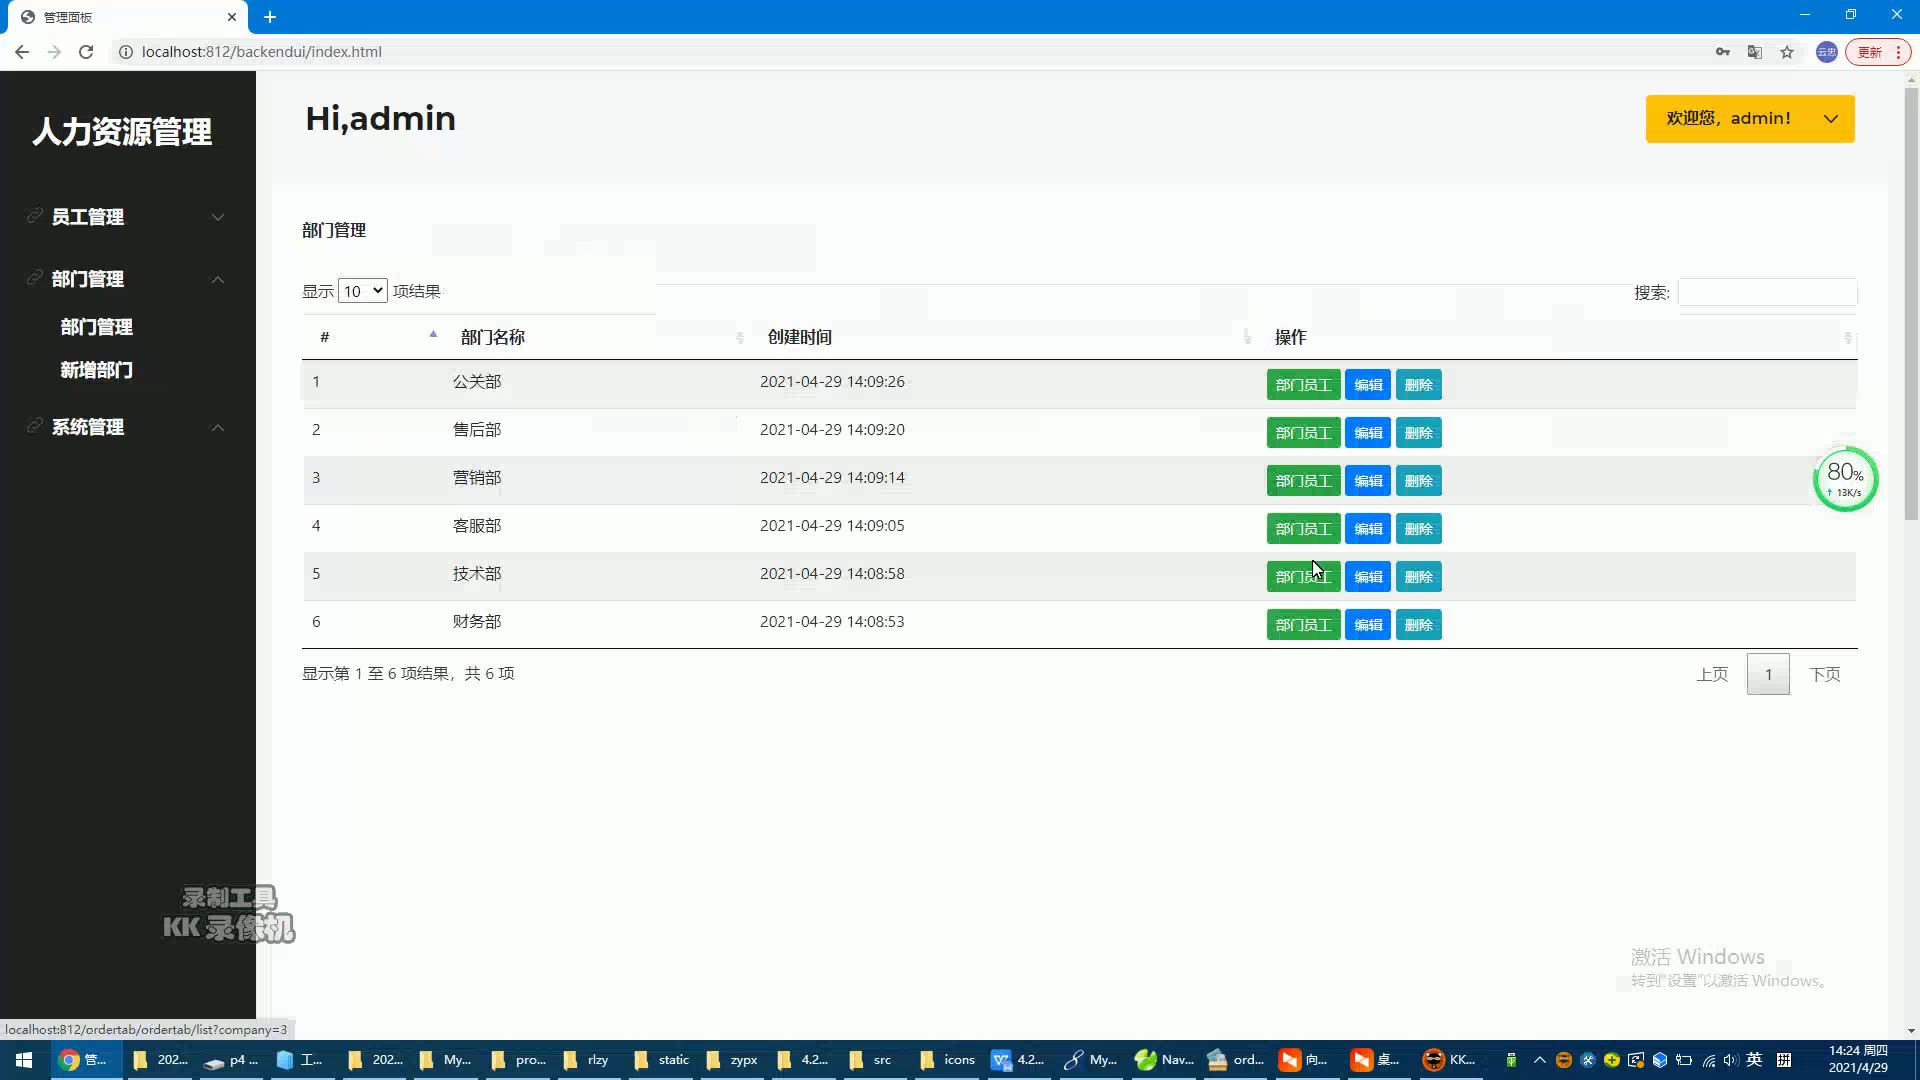 管理面板
localhost:812/backendui/index.html
云忠
更新
人力资源管理
Hi,admin
欢迎您，admin！
员工管理
部门管理
部门管理
新增部门
系统管理
部门管理
显示 10 项结果
搜索:
# 部门名称 创建时间 操作
1 公关部 2021-04-29 14:09:26 部门员工 编辑 删除
2 售后部 2021-04-29 14:09:20 部门员工 编辑 删除
3 营销部 2021-04-29 14:09:14 部门员工 编辑 删除
4 客服部 2021-04-29 14:09:05 部门员工 编辑 删除
5 技术部 2021-04-29 14:08:58 部门员工 编辑 删除
6 财务部 2021-04-29 14:08:53 部门员工 编辑 删除
显示第 1 至 6 项结果，共 6 项
上页 1 下页
80%
13K/s
录制工具
KK 录像机
激活 Windows
转到"设置"以激活 Windows。
localhost:812/ordertab/ordertab/list?company=3
管... 202... p4 ... 工... 202... My... pro... rlzy static zypx 4.2... src icons 4.2... My... Nav... ord... 向... 桌... KK... 英 拼
14:24 周四
2021/4/29